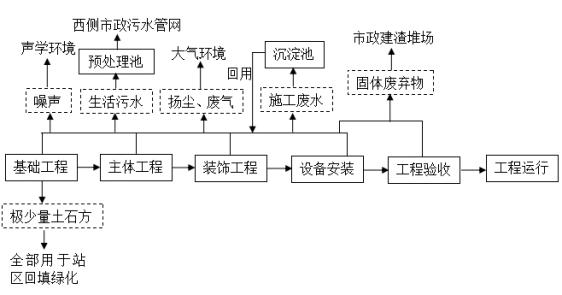 西侧市政污水管网
声学环境
预处理池
大气环境
沉淀池
市政建渣堆场
回用
噪声
生活污水
扬尘、废气
施工废水
固体废弃物
基础工程
主体工程
装饰工程
设备安装
工程验收
工程运行
极少量土石方
全部用于站
区回填绿化